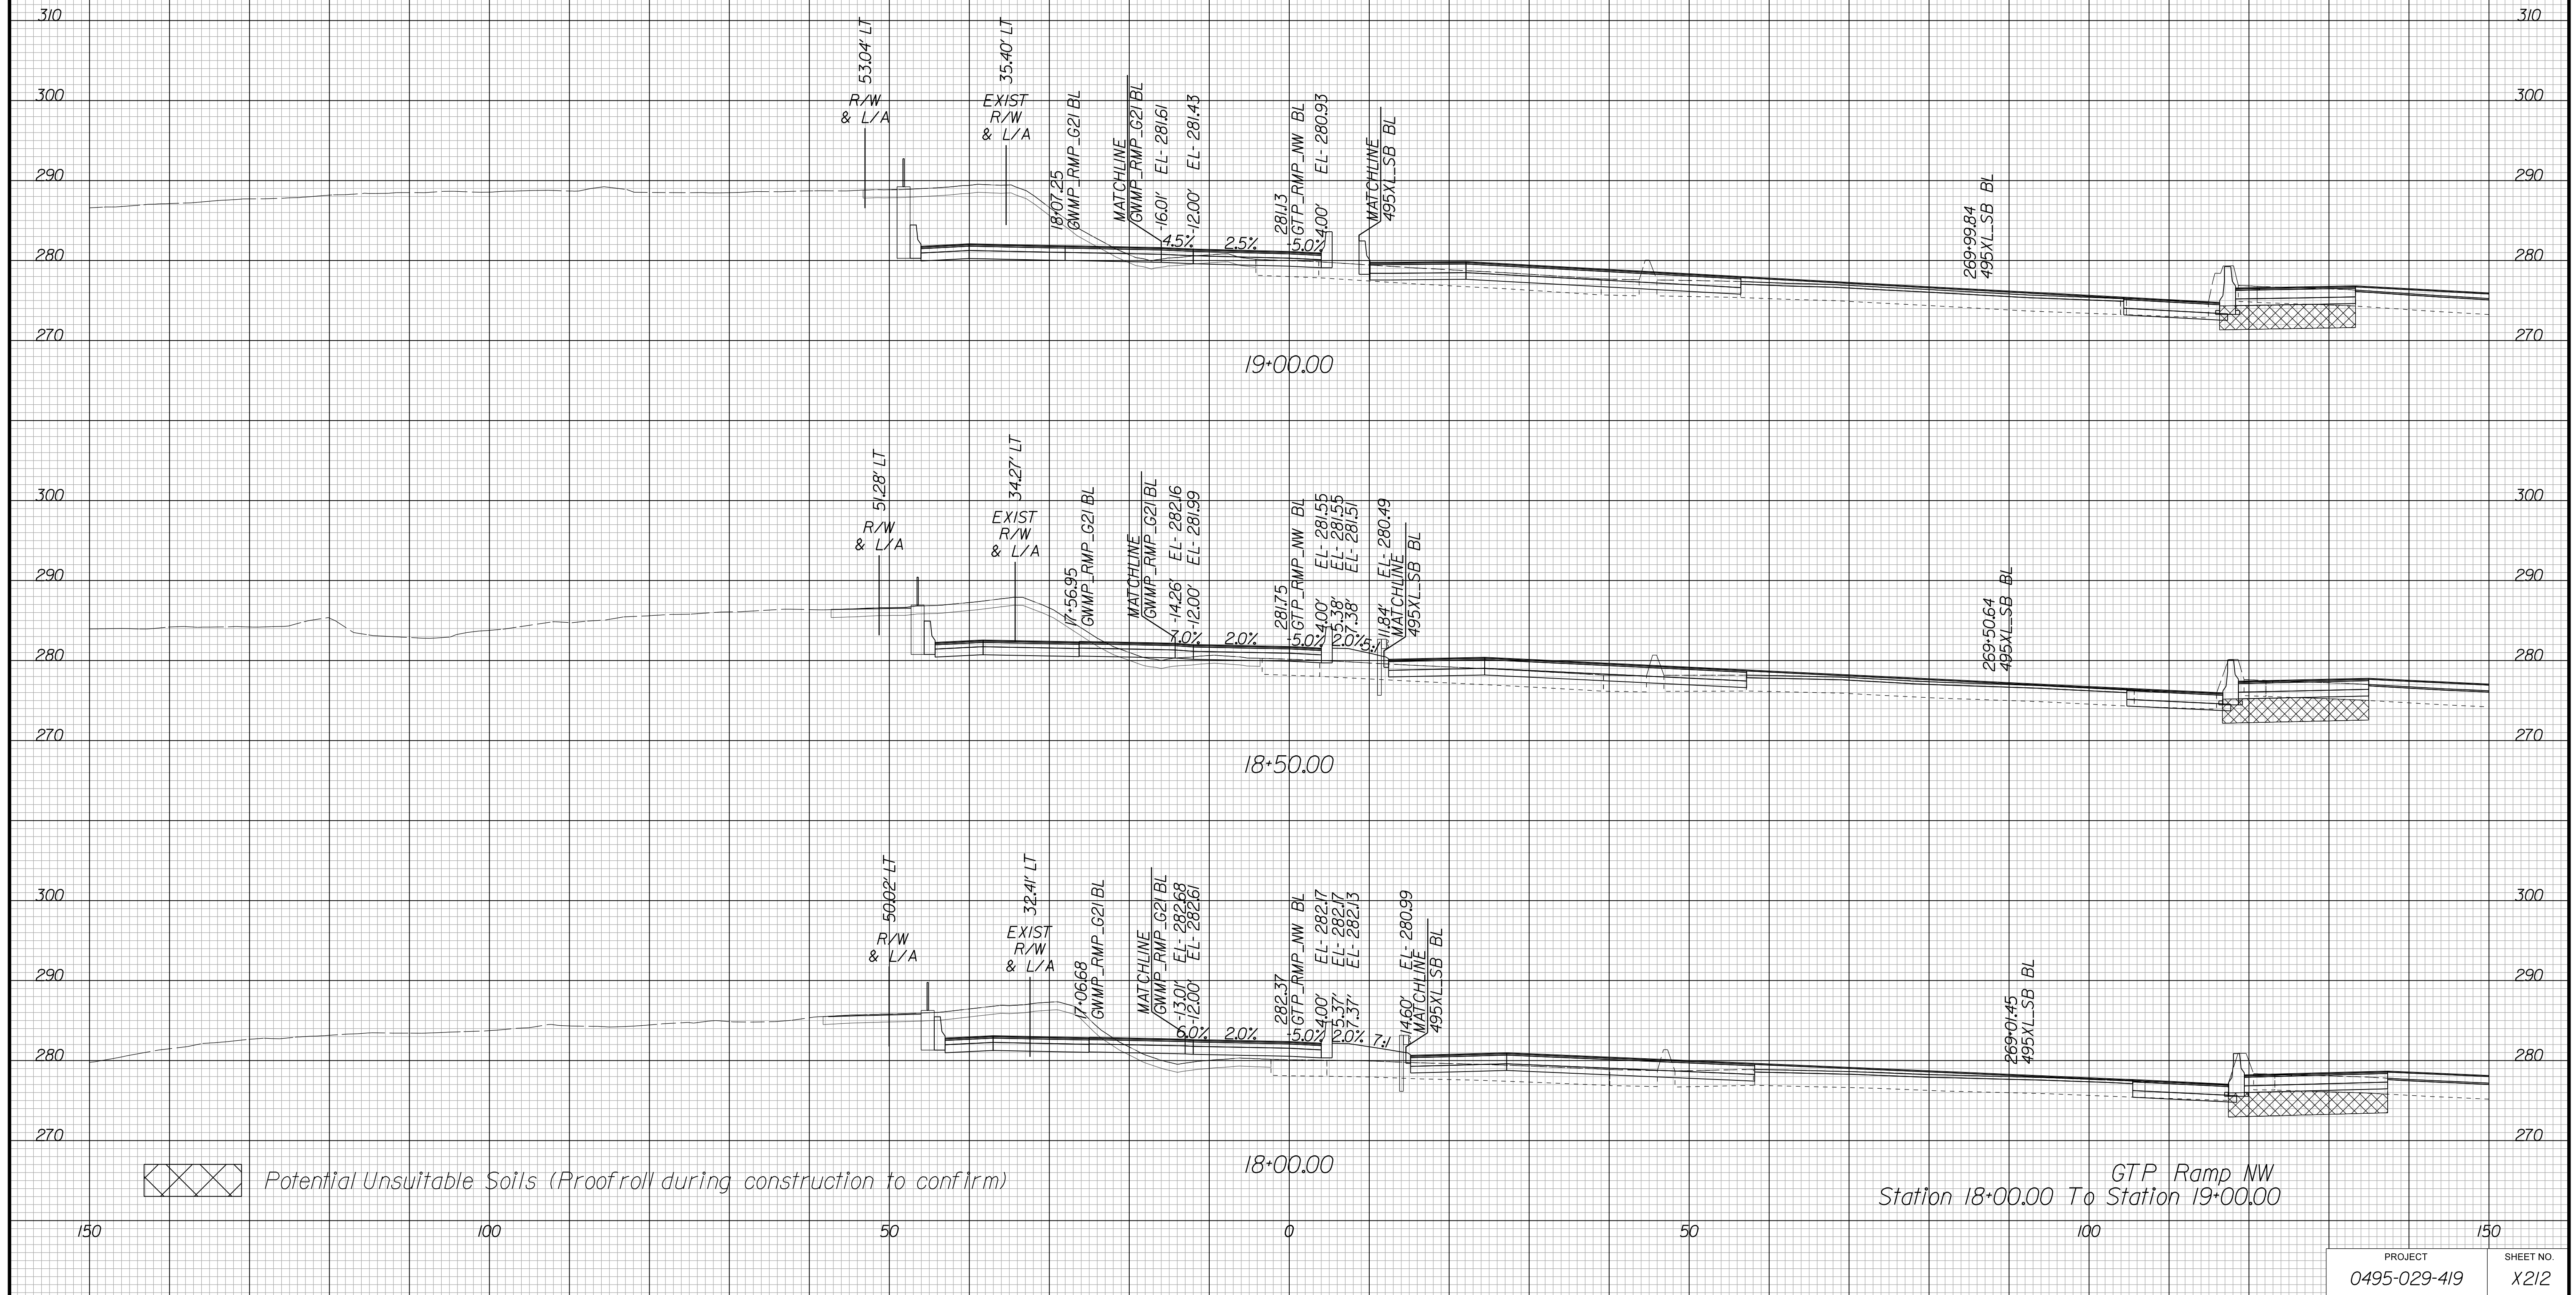 310
310
53.04' LT
R/W
& L/A
35.40' LT
EXIST
R/W
& L/A
18+07.25
GWMP_RMP_G21 BL
MATCHLINE
GWMP_RMP_G21 BL
-16.01' EL- 281.61
-12.00' EL- 281.43
281.13
GTP_RMP_NW BL
4.00' EL- 280.93
MATCHLINE
495XL_SB BL
269+99.84
495XL_SB BL
4.5% 2.5% -5.0%
300
300
290
290
280
280
270
270
19+00.00
51.28' LT
R/W
& L/A
34.27' LT
EXIST
R/W
& L/A
17+56.95
GWMP_RMP_G21 BL
MATCHLINE
GWMP_RMP_G21 BL
-14.26' EL- 282.16
-12.00' EL- 281.99
281.75
GTP_RMP_NW BL
4.00' EL- 281.55
5.38' EL- 281.55
7.38' EL- 281.51
11.84' EL- 280.49
MATCHLINE
495XL_SB BL
269+50.64
495XL_SB BL
7.0% 2.0% -5.0% 2.0% 5:1
300
300
290
290
280
280
270
270
18+50.00
50.02' LT
R/W
& L/A
32.41' LT
EXIST
R/W
& L/A
17+06.68
GWMP_RMP_G21 BL
MATCHLINE
GWMP_RMP_G21 BL
-13.01' EL- 282.68
-12.00' EL- 282.61
282.37
GTP_RMP_NW BL
4.00' EL- 282.17
5.37' EL- 282.17
7.37' EL- 282.13
14.60' EL- 280.99
MATCHLINE
495XL_SB BL
269+01.45
495XL_SB BL
6.0% 2.0% -5.0% 2.0% 7:1
300
300
290
290
280
280
270
270
18+00.00
Potential Unsuitable Soils (Proofroll during construction to confirm)
GTP Ramp NW
Station 18+00.00 To Station 19+00.00
150 100 50 0 50 100 150
PROJECT
0495-029-419
SHEET NO.
X212